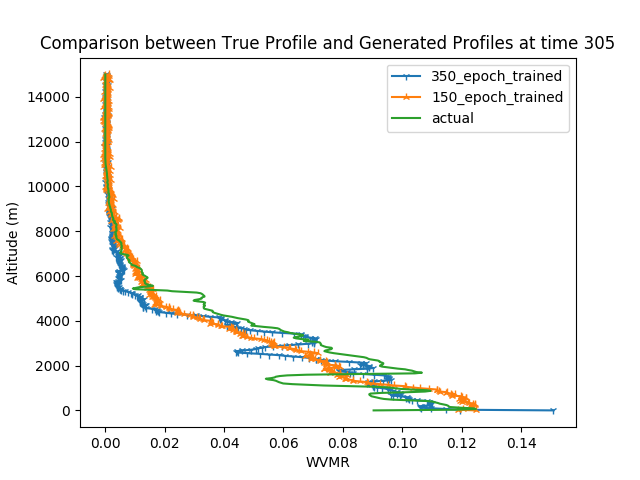 Comparison between True Profile and Generated Profiles at time 305
350_epoch_trained
150_epoch_trained
actual
14000
12000
10000
8000
6000
4000
2000
0
Altitude (m)
0.00 0.02 0.04 0.06 0.08 0.10 0.12 0.14
WVMR